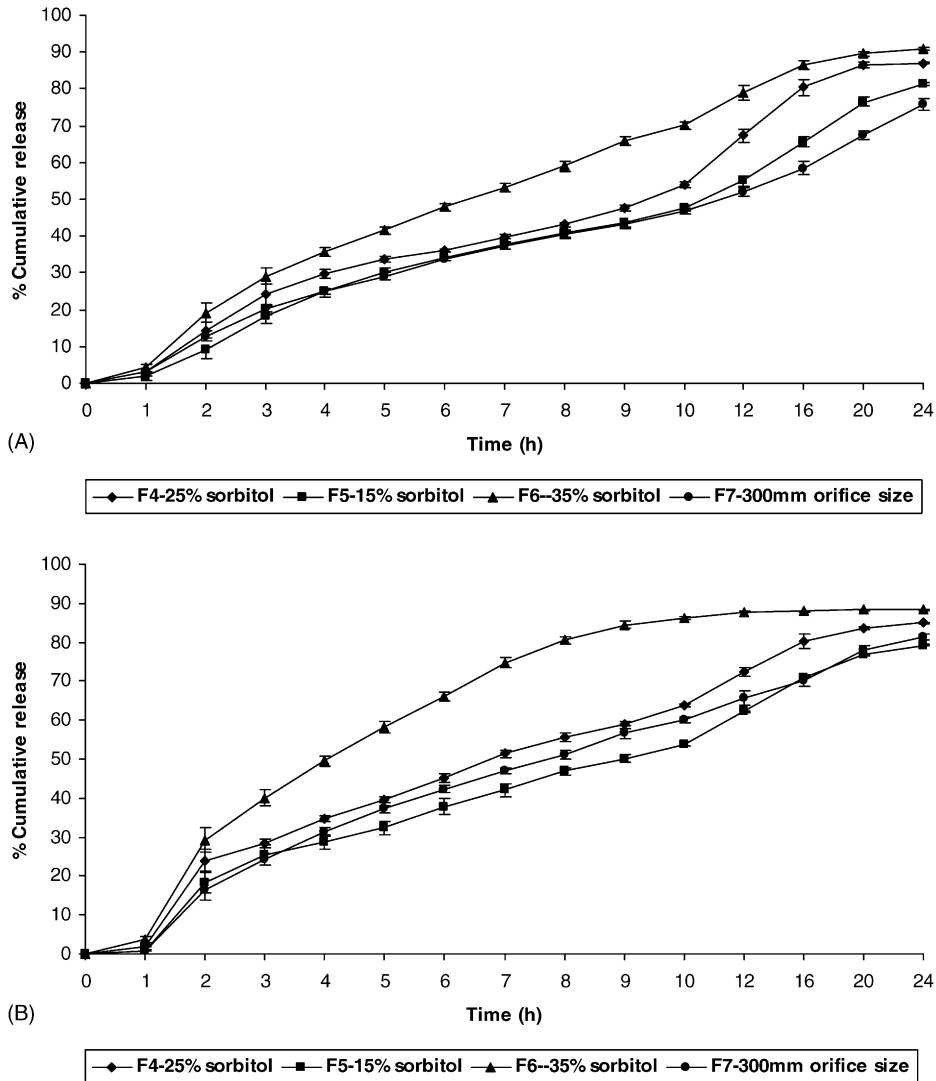 100
90
80
70
60
50
40
30
20
10
0
% Cumulative release
0 1 2 3 4 5 6 7 8 9 10 12 16 20 24
Time (h)
(A)
F4-25% sorbitol F5-15% sorbitol F6--35% sorbitol F7-300mm orifice size
100
90
80
70
60
50
40
30
20
10
0
% Cumulative release
0 1 2 3 4 5 6 7 8 9 10 12 16 20 24
Time (h)
(B)
F4-25% sorbitol F5-15% sorbitol F6--35% sorbitol F7-300mm orifice size